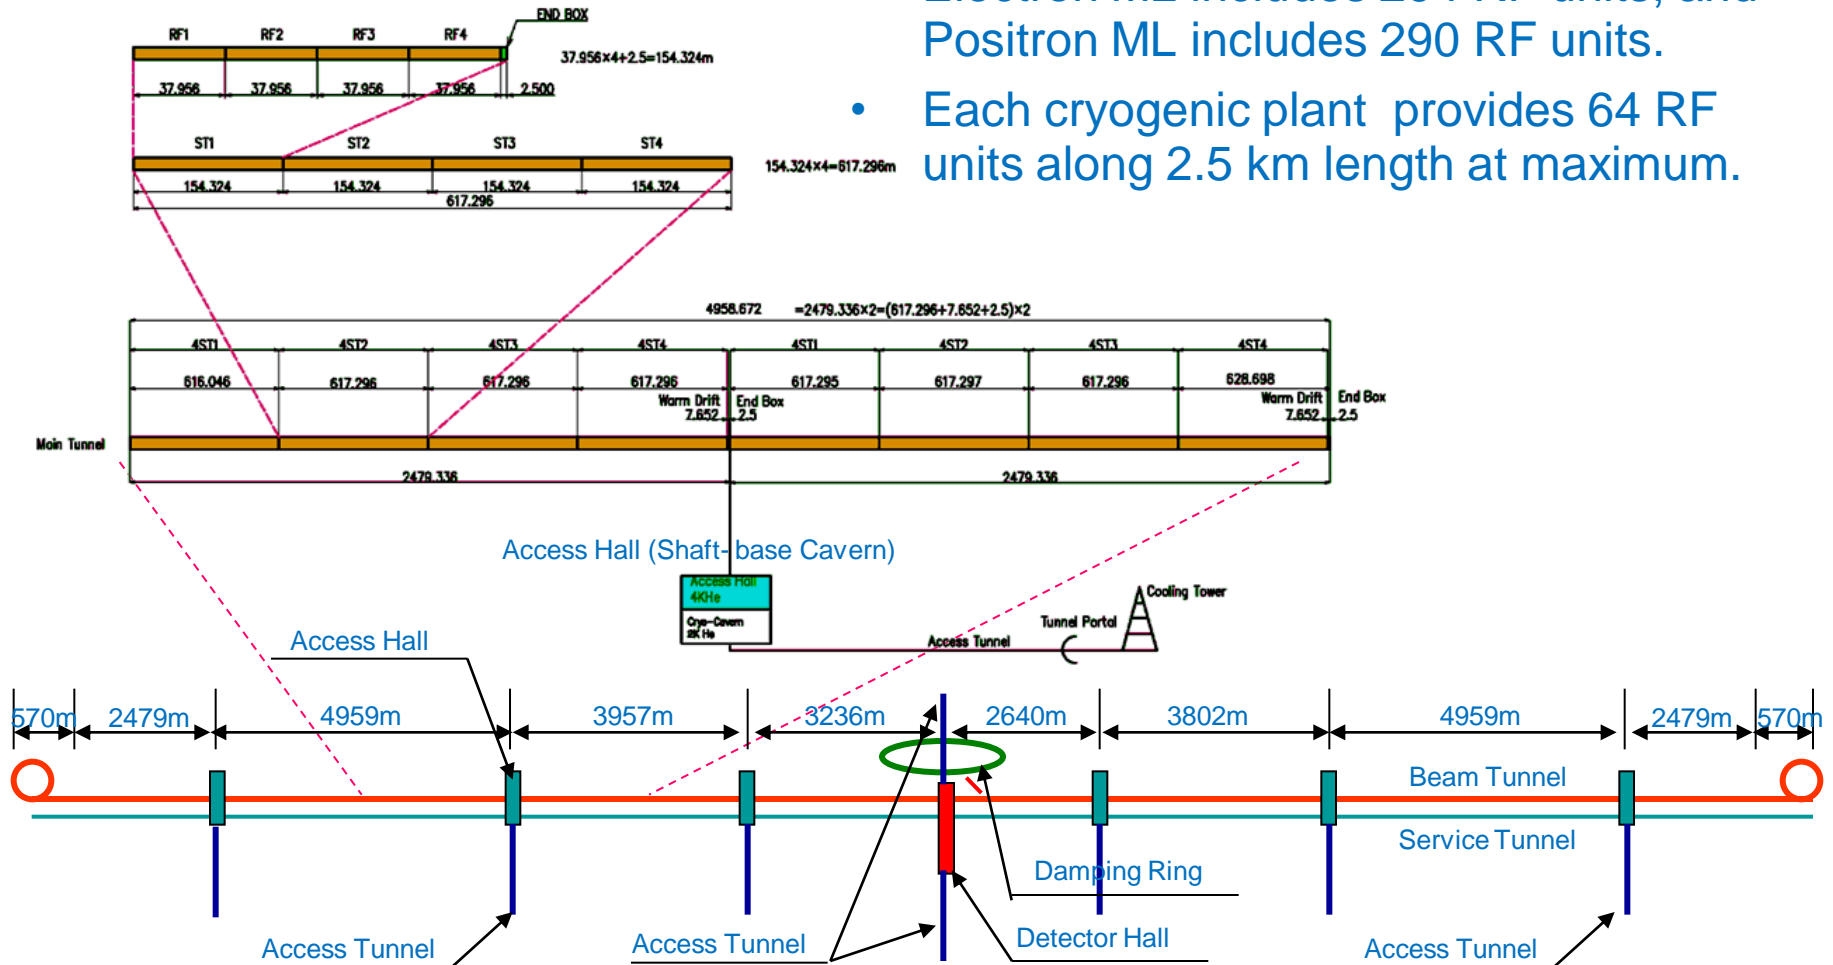 END BOX
RF1 RF2 RF3 RF4
37.956×4+2.5=154.324m
37.956 37.956 37.956 37.956 2.500
Positron ML includes 290 RF units.
• Each cryogenic plant provides 64 RF
units along 2.5 km length at maximum.
ST1 ST2 ST3 ST4
154.324×4=617.296m
154.324 154.324 154.324 154.324
617.296
4958.672 =2479.336×2=(617.296+7.652+2.5)×2
4ST1 4ST2 4ST3 4ST4 4ST1 4ST2 4ST3 4ST4
616.046 617.296 617.296 617.296 617.295 617.297 617.296 628.698
Warm Drift End Box Warm Drift End Box
7.652 2.5 7.652 2.5
Main Tunnel
2479.336 2479.336
Access Hall (Shaft-base Cavern)
Access Hall
4KHe
Cryo-Cavern
2K He
Cooling Tower
Tunnel Portal
Access Tunnel
Access Hall
570m 2479m 4959m 3957m 3236m 2640m 3802m 4959m 2479m 570m
Beam Tunnel
Service Tunnel
Damping Ring
Detector Hall
Access Tunnel Access Tunnel Access Tunnel